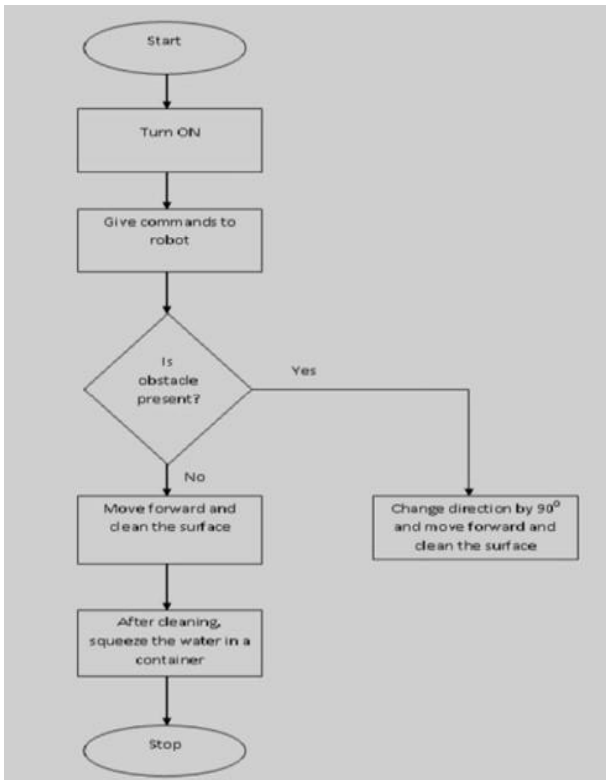 Start
Turn ON
Give commands to
robot
Is
obstacle
present?
Yes
No
Move forward and
clean the surface
Change direction by 90⁰
and move forward and
clean the surface
After cleaning,
squeeze the water in a
container
Stop